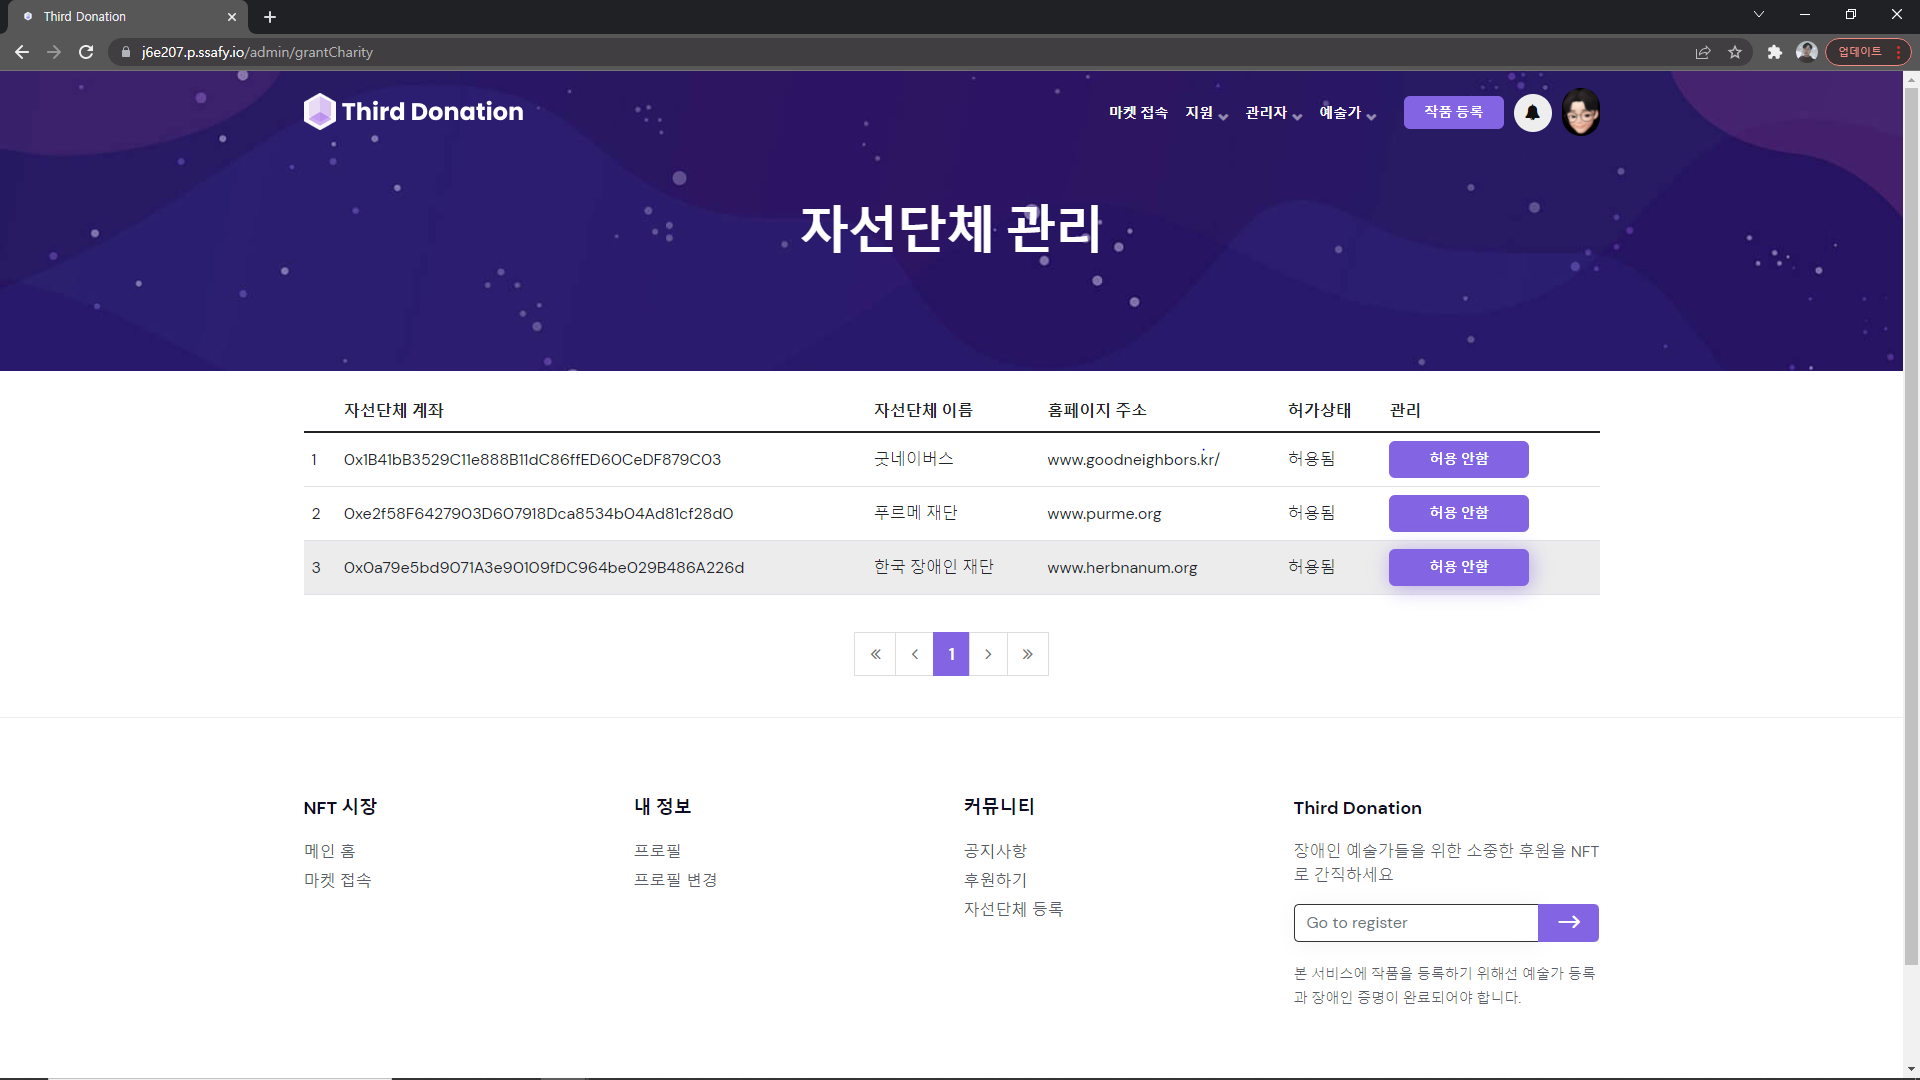 Third Donation
j6e207.p.ssafy.io/admin/grantCharity
업데이트
Third Donation
마켓 접속 지원 관리자 예술가 작품 등록
자선단체 관리
자선단체 계좌 자선단체 이름 홈페이지 주소 허가상태 관리
1 0x1B41bB3529C11e888B11dC86ffED60CeDF879C03 굿네이버스 www.goodneighbors.kr/ 허용됨 허용 안함
2 0xe2f58F6427903D607918Dca8534b04Ad81cf28d0 푸르메 재단 www.purme.org 허용됨 허용 안함
3 0x0a79e5bd9071A3e90109fDC964be029B486A226d 한국 장애인 재단 www.herbnanum.org 허용됨 허용 안함
« ‹ 1 › »
NFT 시장
메인 홈
마켓 접속
내 정보
프로필
프로필 변경
커뮤니티
공지사항
후원하기
자선단체 등록
Third Donation
장애인 예술가들을 위한 소중한 후원을 NFT
로 간직하세요
Go to register
본 서비스에 작품을 등록하기 위해선 예술가 등록
과 장애인 증명이 완료되어야 합니다.